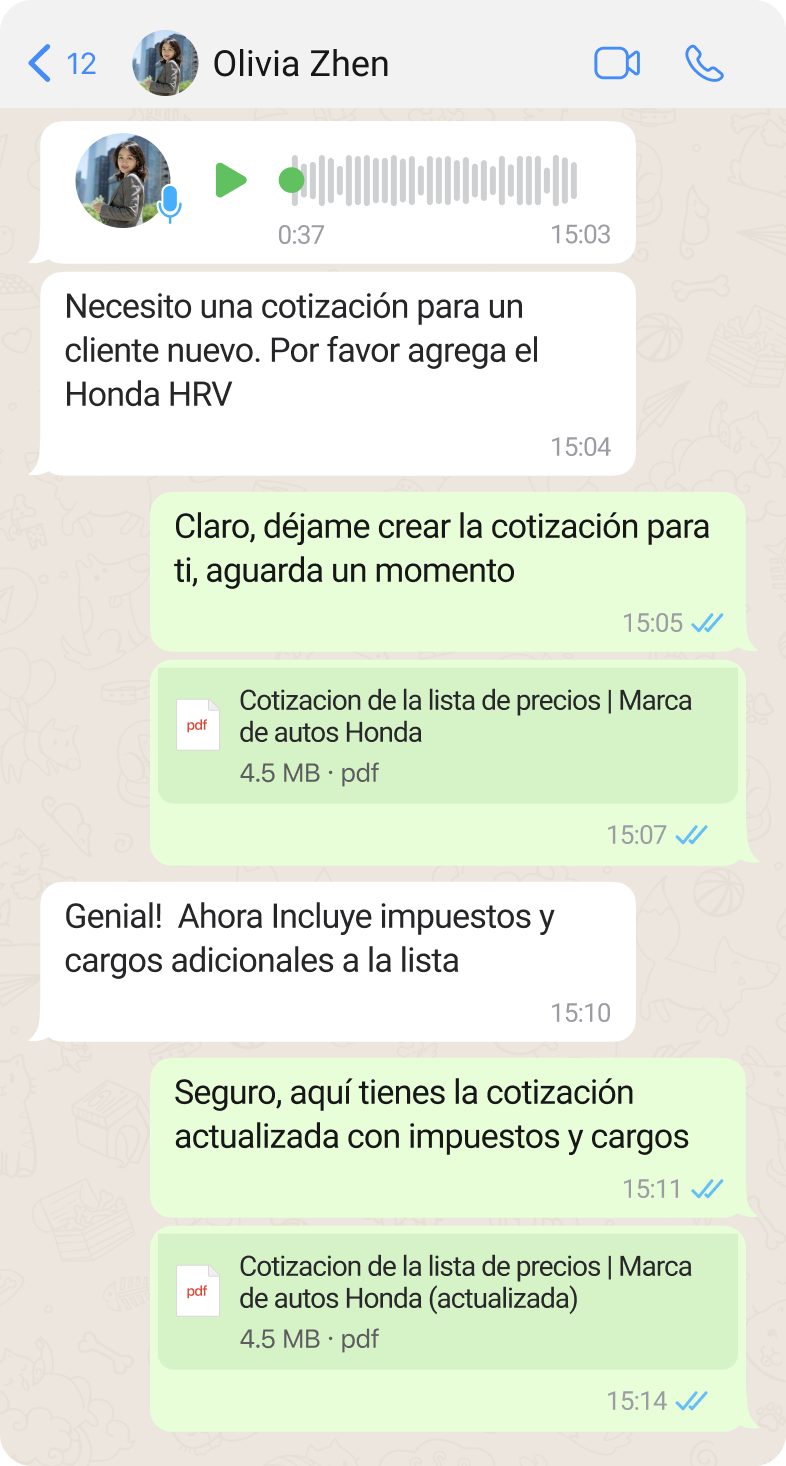 12
Olivia Zhen
0:37
15:03
Necesito una cotización para un
cliente nuevo. Por favor agrega el
Honda HRV
15:04
Claro, déjame crear la cotización para
ti, aguarda un momento
15:05
pdf
Cotizacion de la lista de precios | Marca
de autos Honda
4.5 MB · pdf
15:07
Genial!  Ahora Incluye impuestos y
cargos adicionales a la lista
15:10
Seguro, aquí tienes la cotización
actualizada con impuestos y cargos
15:11
pdf
Cotizacion de la lista de precios | Marca
de autos Honda (actualizada)
4.5 MB · pdf
15:14